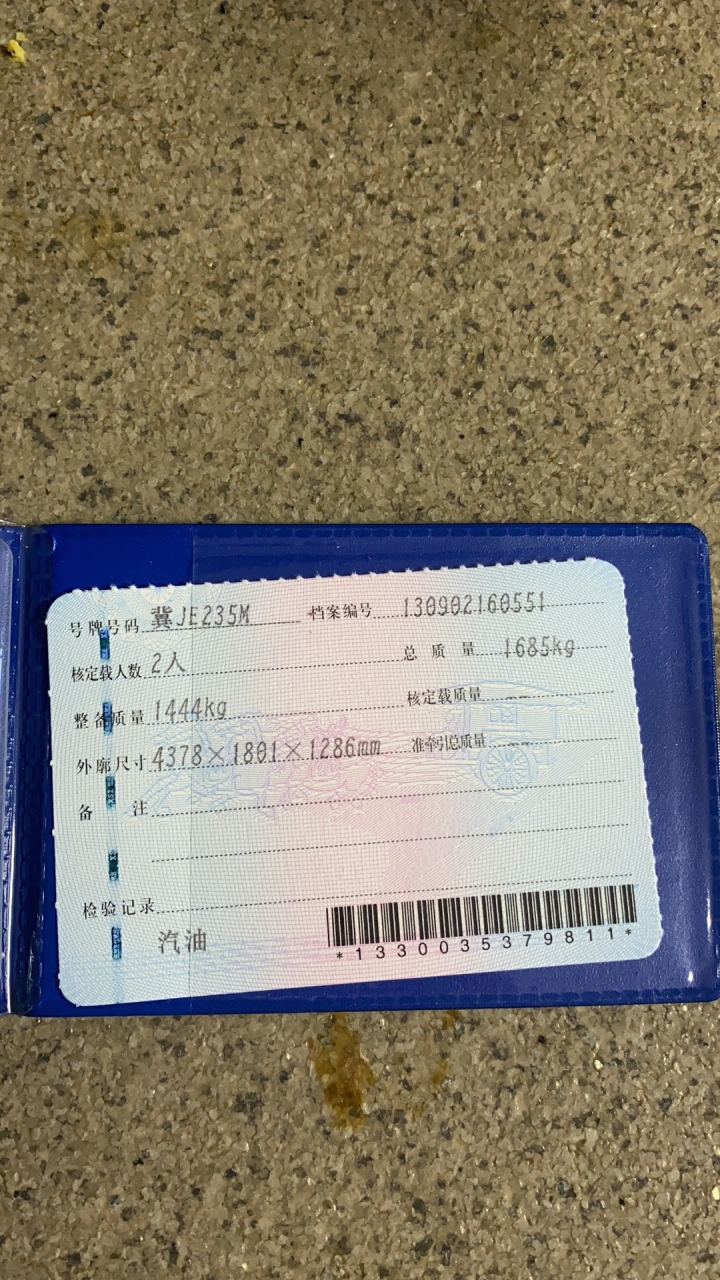 号牌号码 冀JE235M 档案编号 130902160551
核定载人数 2人 总质量 1685kg
整备质量 1444kg 核定载质量 --
外廓尺寸 4378×1801×1286mm 准牵引总质量 --
备注
检验记录
汽油
*1330035379811*